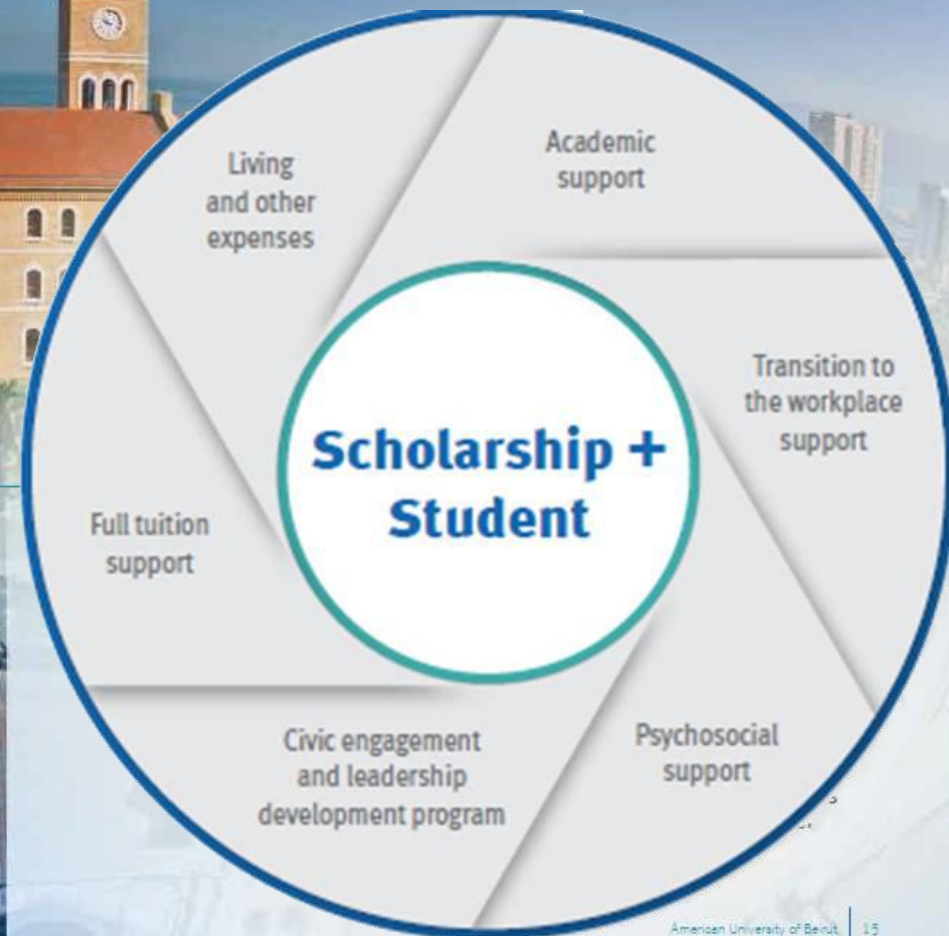 Living
and other
expenses
Academic
support
Transition to
the workplace
support
Scholarship +
Student
Full tuition
support
Psychosocial
support
Civic engagement
and leadership
development program
American University of Beirut | 15